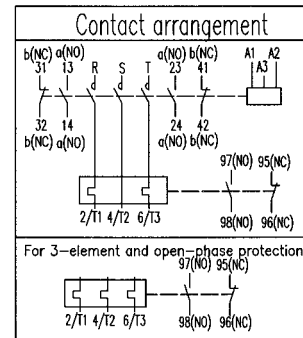 Contact arrangement
a(NO) a(NO) A1 A2
b(NC) 13 R S T 23 b(NC) A3
31 41
32 14 24 42
b(NC) a(NO) a(NO) b(NC)
97(NO) 95(NC)
2/T1 4/T2 6/T3
98(NO) 96(NC)
For 3-element and open-phase protection
97(NO) 95(NC)
2/T1 4/T2 6/T3
98(NO) 96(NC)